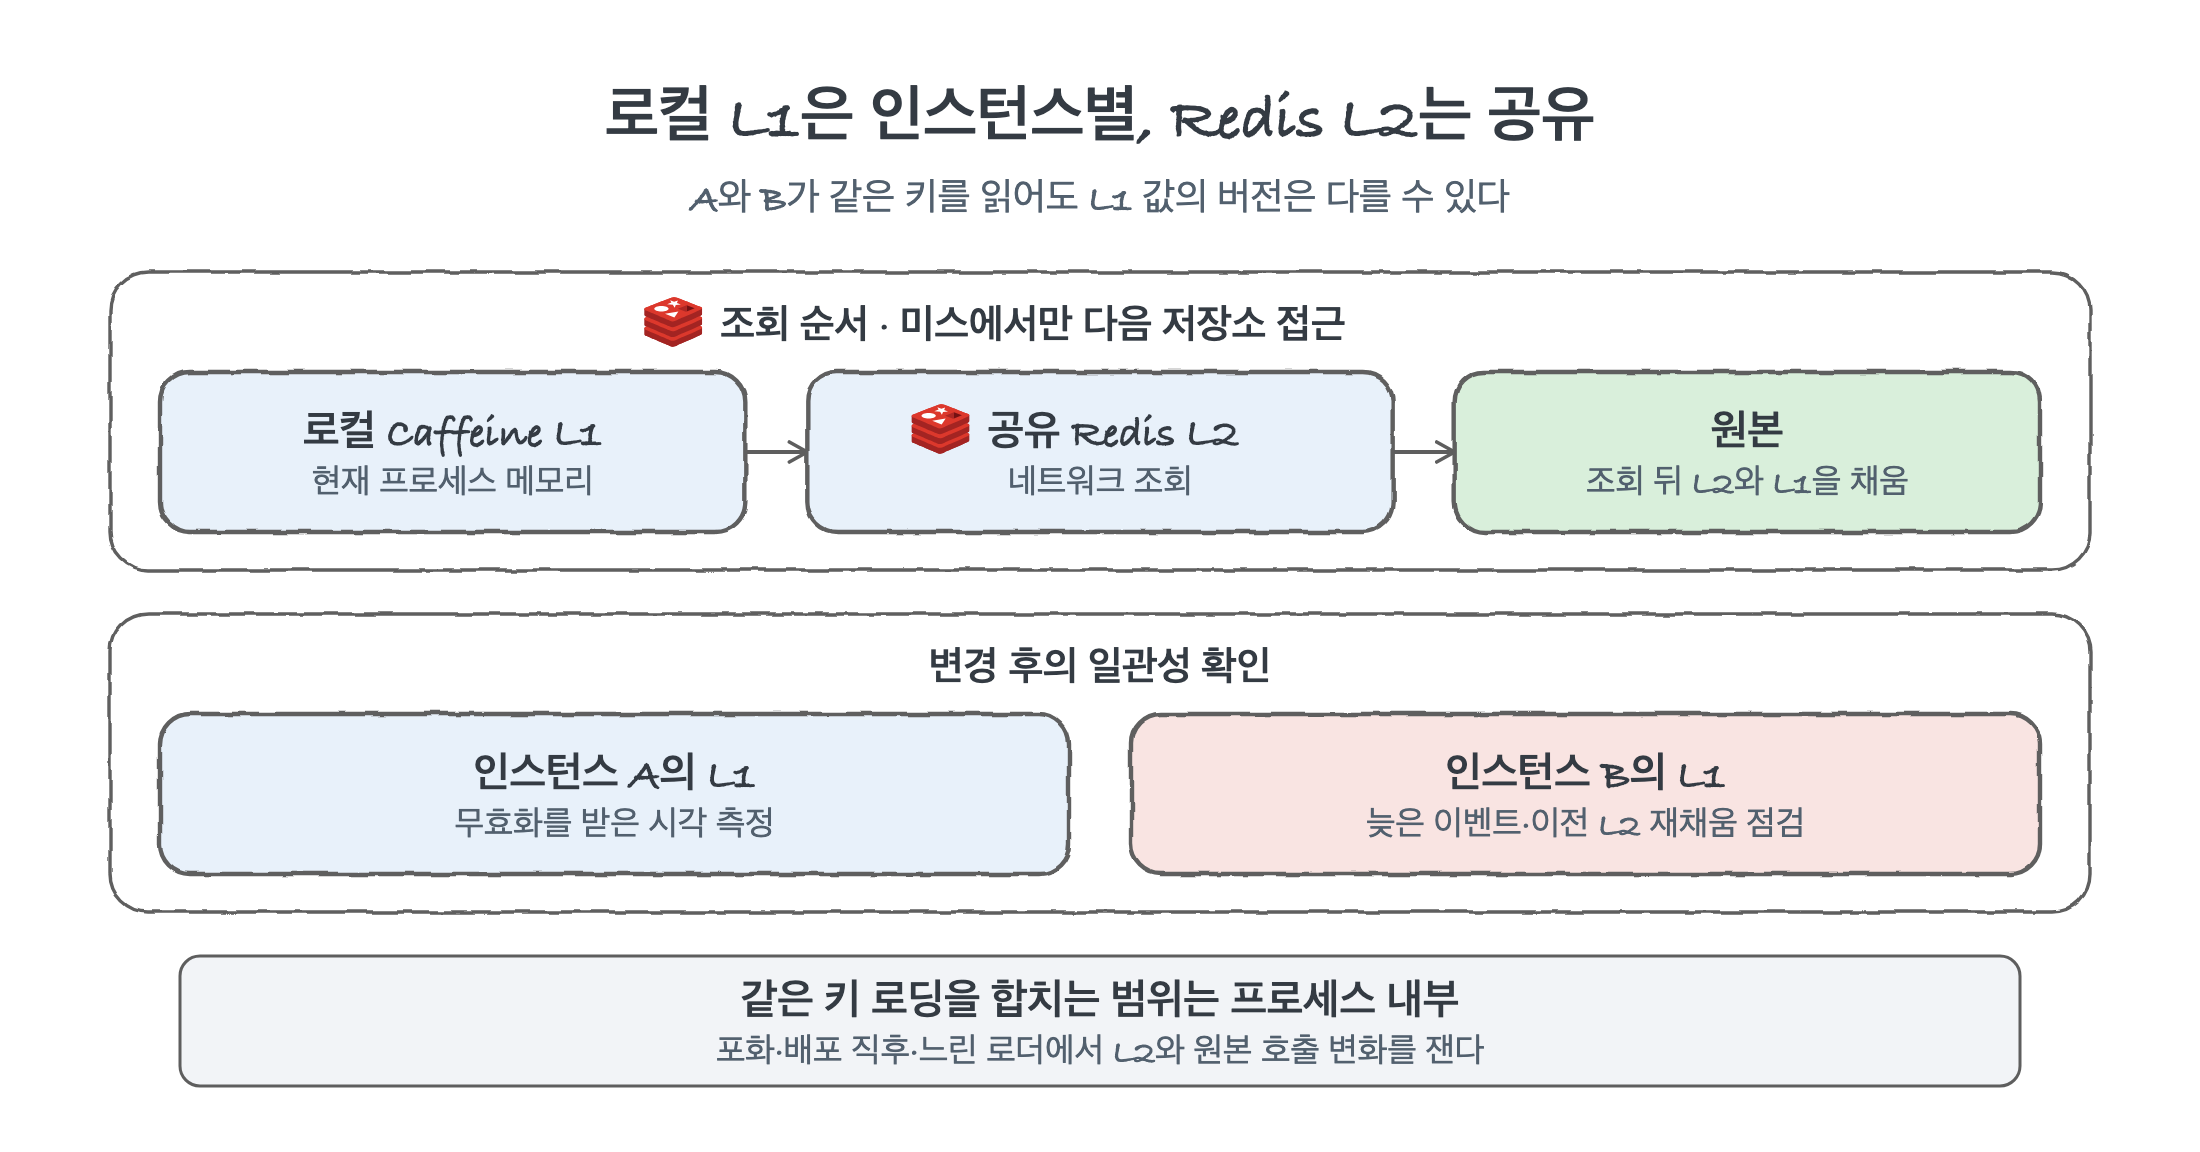 로컬 L1은 인스턴스별, Redis L2는 공유
A와 B가 같은 키를 읽어도 L1 값의 버전은 다를 수 있다
조회 순서 · 미스에서만 다음 저장소 접근
로컬 Caffeine L1
현재 프로세스 메모리
공유 Redis L2
네트워크 조회
원본
조회 뒤 L2와 L1을 채움
변경 후의 일관성 확인
인스턴스 A의 L1
무효화를 받은 시각 측정
인스턴스 B의 L1
늦은 이벤트·이전 L2 재채움 점검
같은 키 로딩을 합치는 범위는 프로세스 내부
포화·배포 직후·느린 로더에서 L2와 원본 호출 변화를 잰다